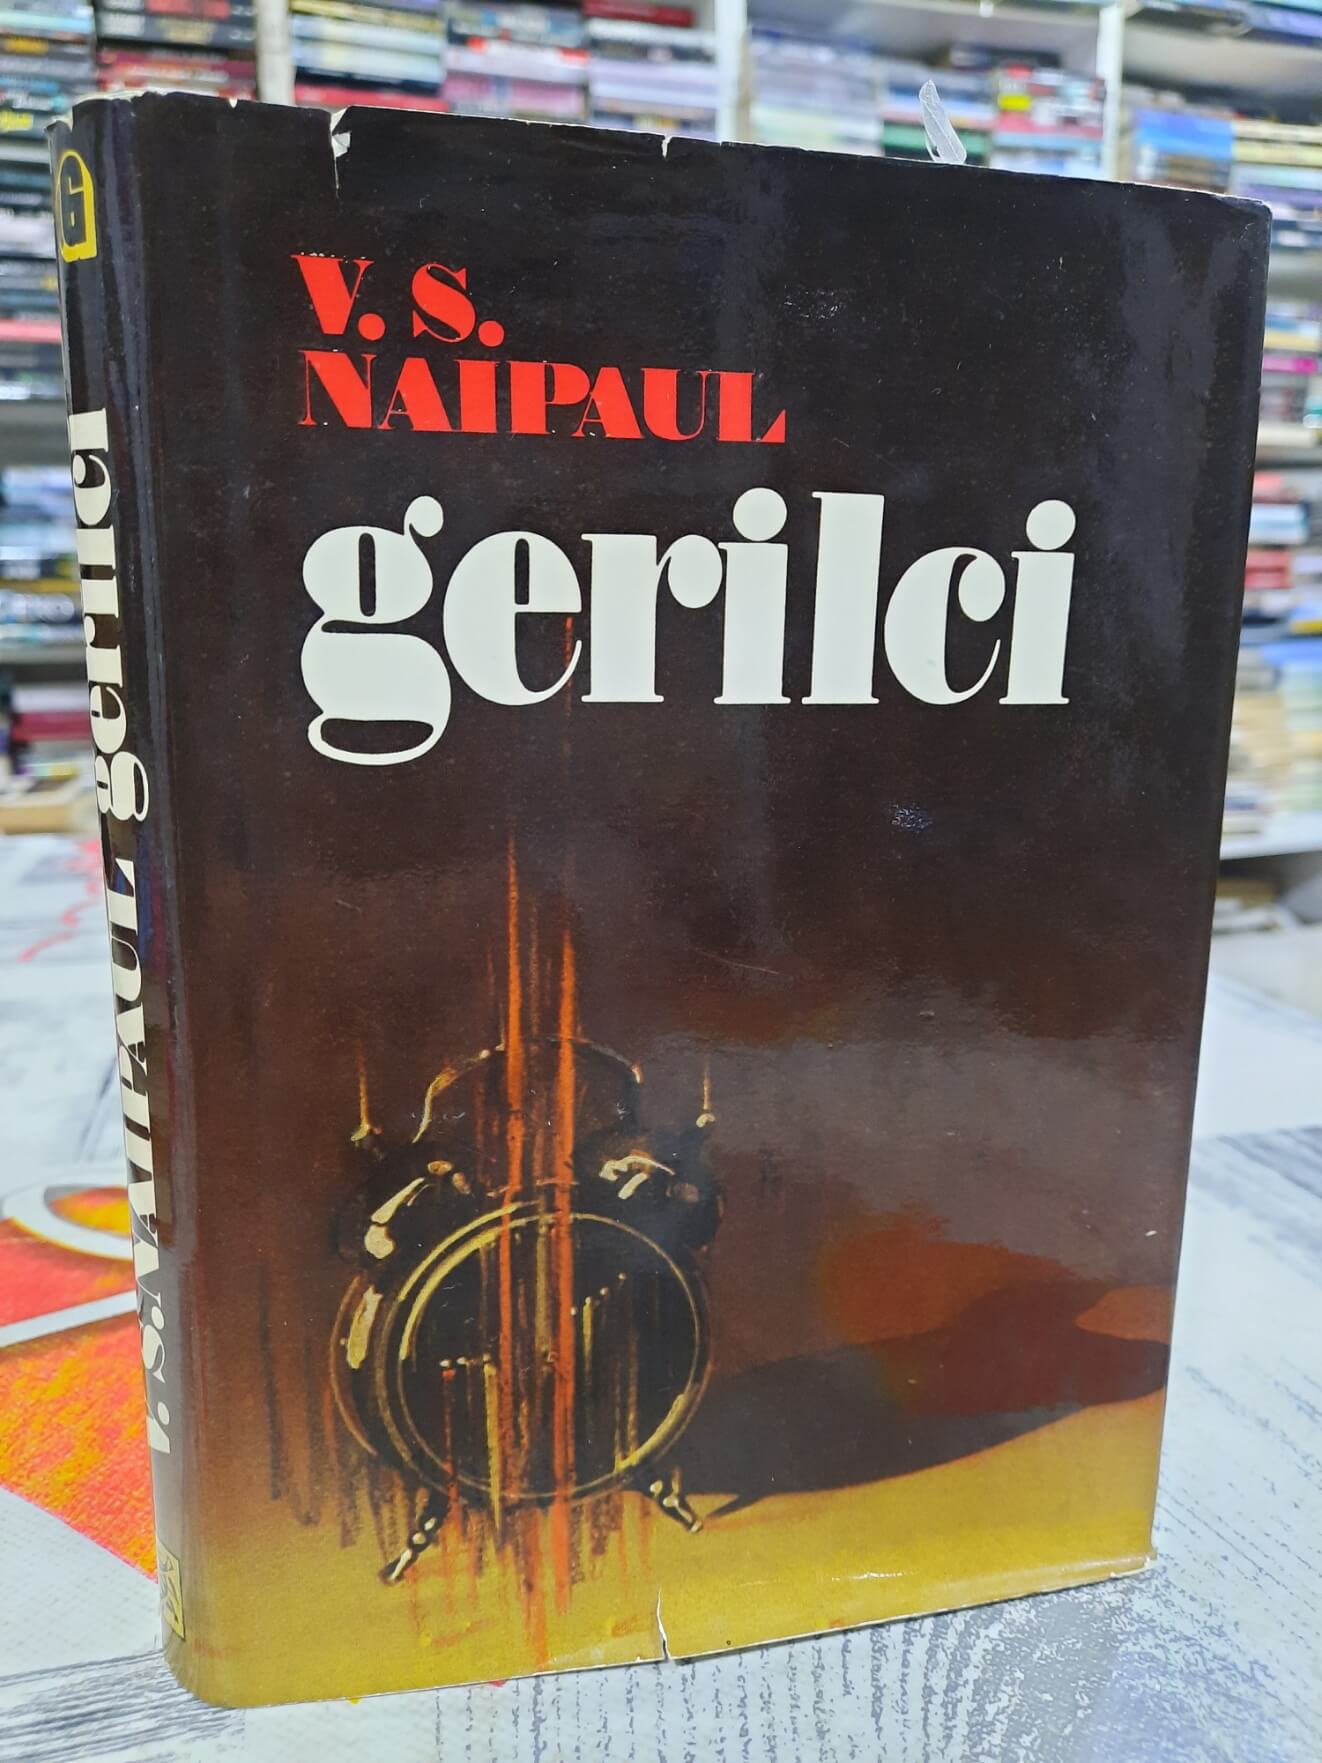 V. S.
NAIPAUL
gerilci
V. S. NAIPAUL gerilci
G